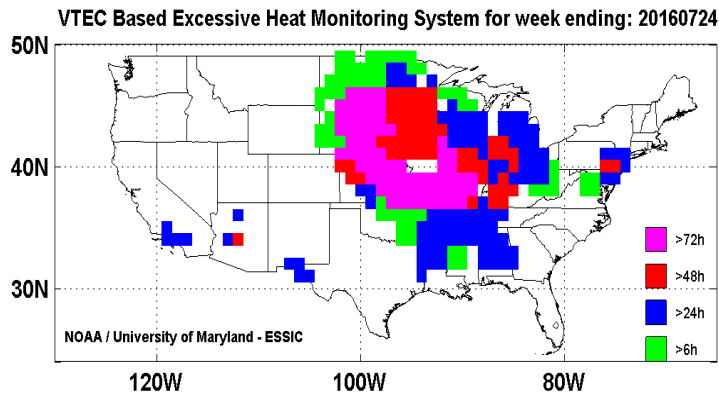 VTEC Based Excessive Heat Monitoring System for week ending: 20160724
50N
40N
30N
>72h
>48h
>24h
>6h
NOAA / University of Maryland - ESSIC
120W
100W
80W